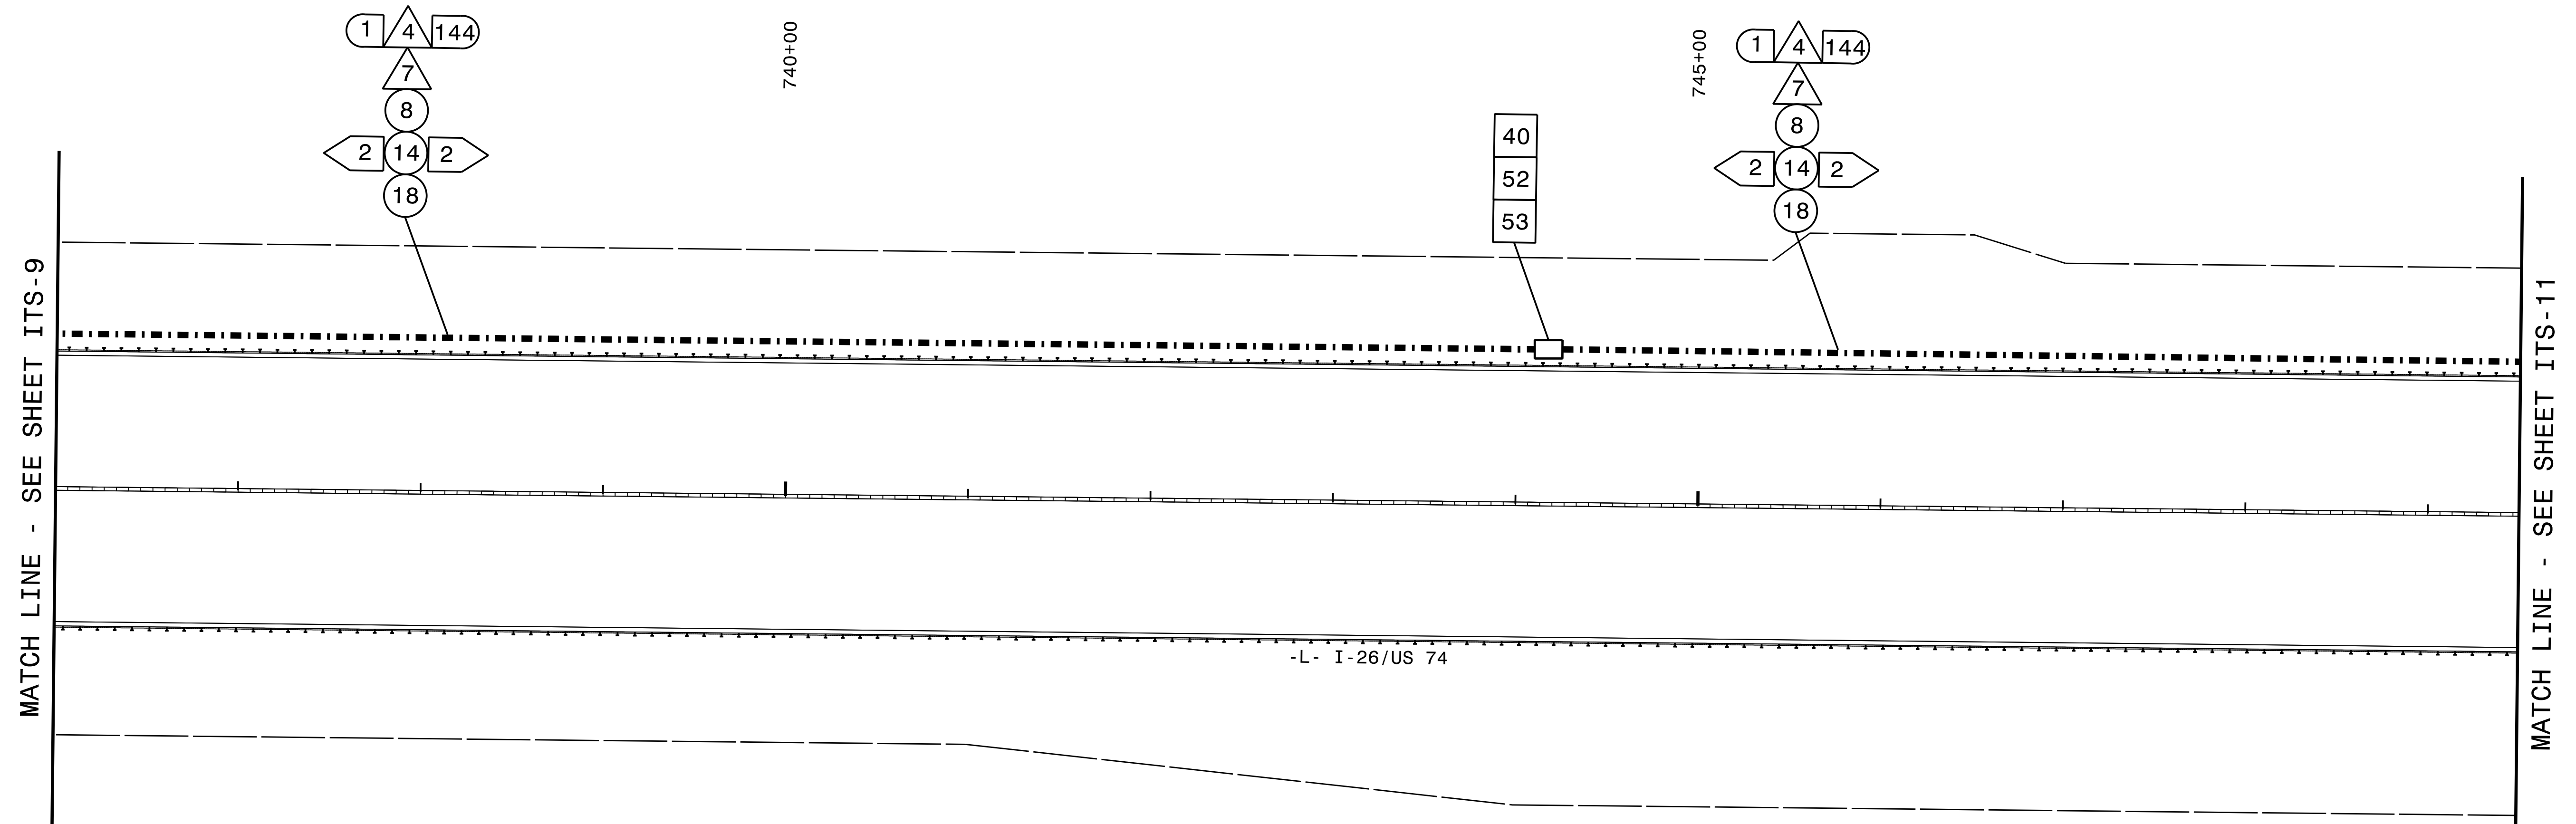 1 4 144
7
8
2 14 2
18
740+00
40
52
53
745+00
1 4 144
7
8
2 14 2
18
MATCH LINE - SEE SHEET ITS-9
MATCH LINE - SEE SHEET ITS-11
-L- I-26/US 74